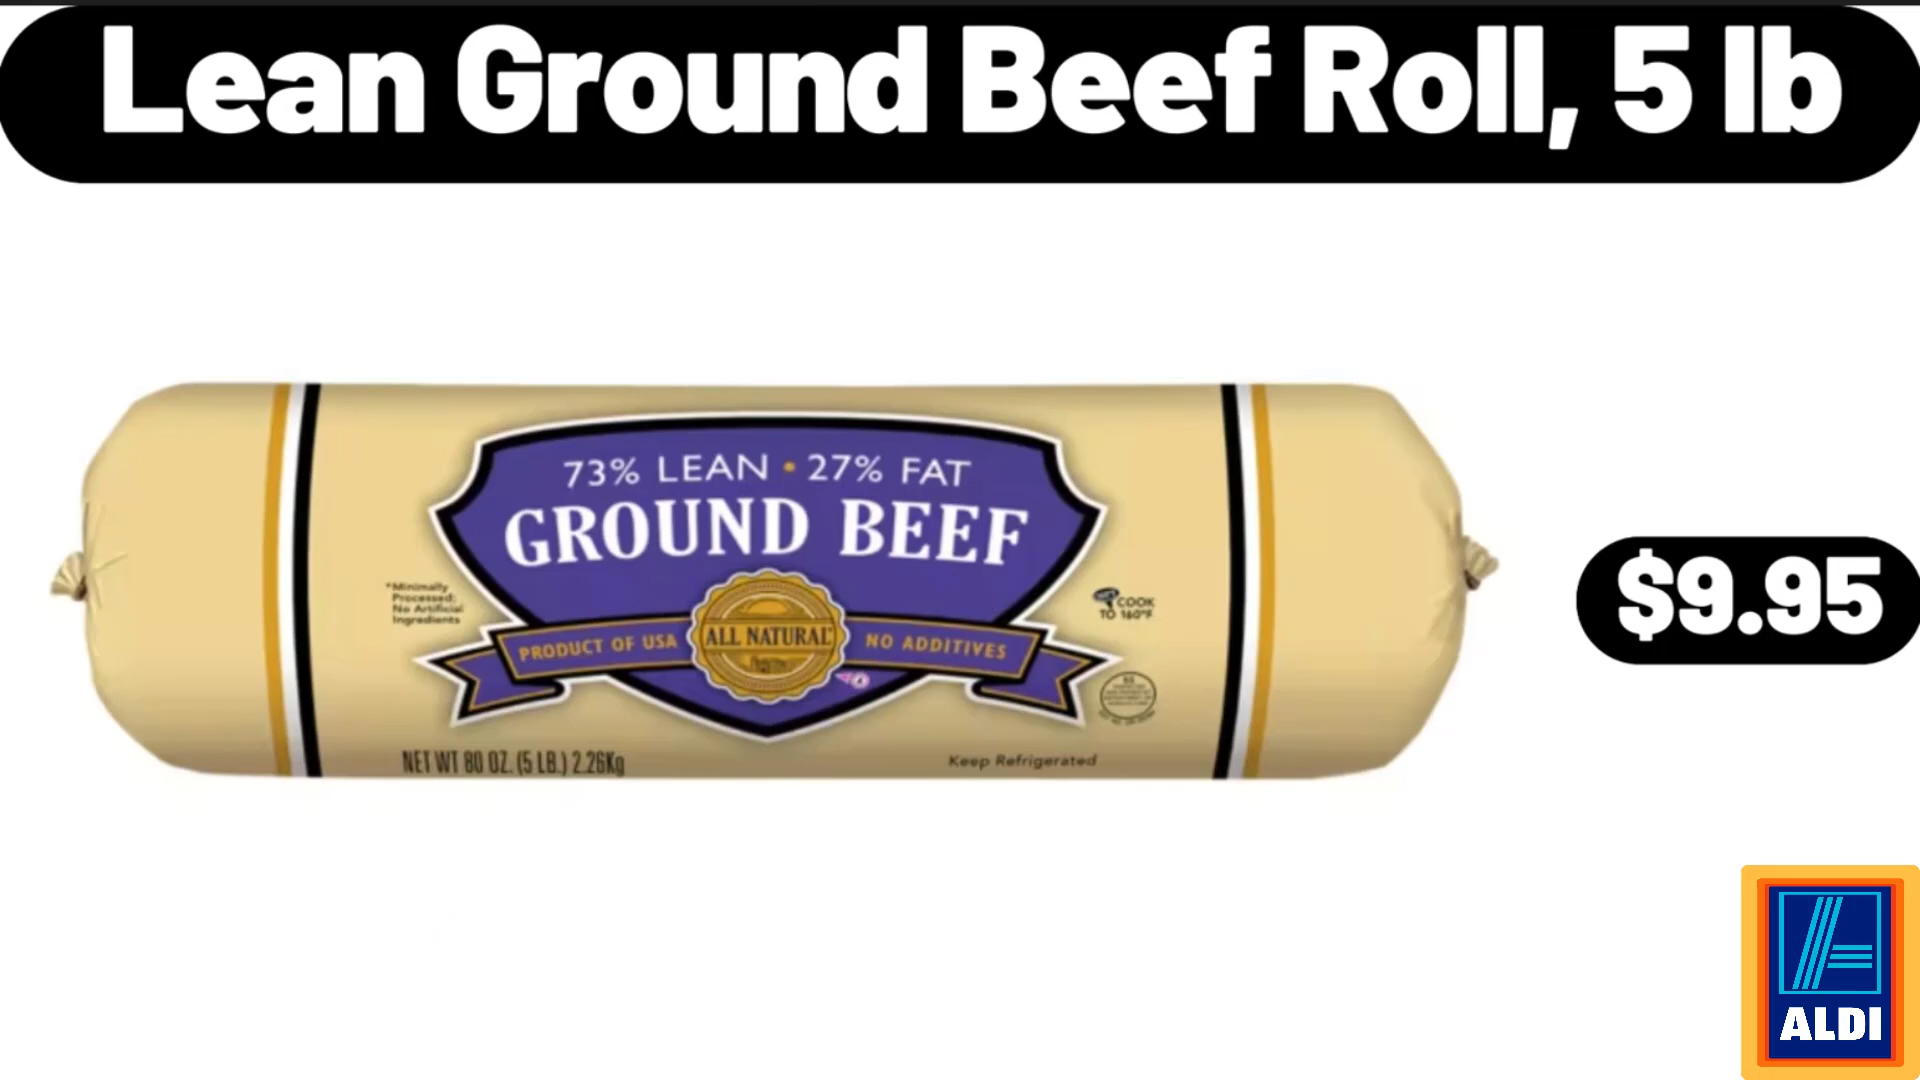 Lean Ground Beef Roll, 5 lb
73% LEAN • 27% FAT
GROUND BEEF
*Minimally
Processed;
No Artificial
Ingredients
COOK
TO 160°F
PRODUCT OF USA
ALL NATURAL*
NO ADDITIVES
NET WT 80 OZ. (5 LB.) 2.26Kg
Keep Refrigerated
$9.95
ALDI